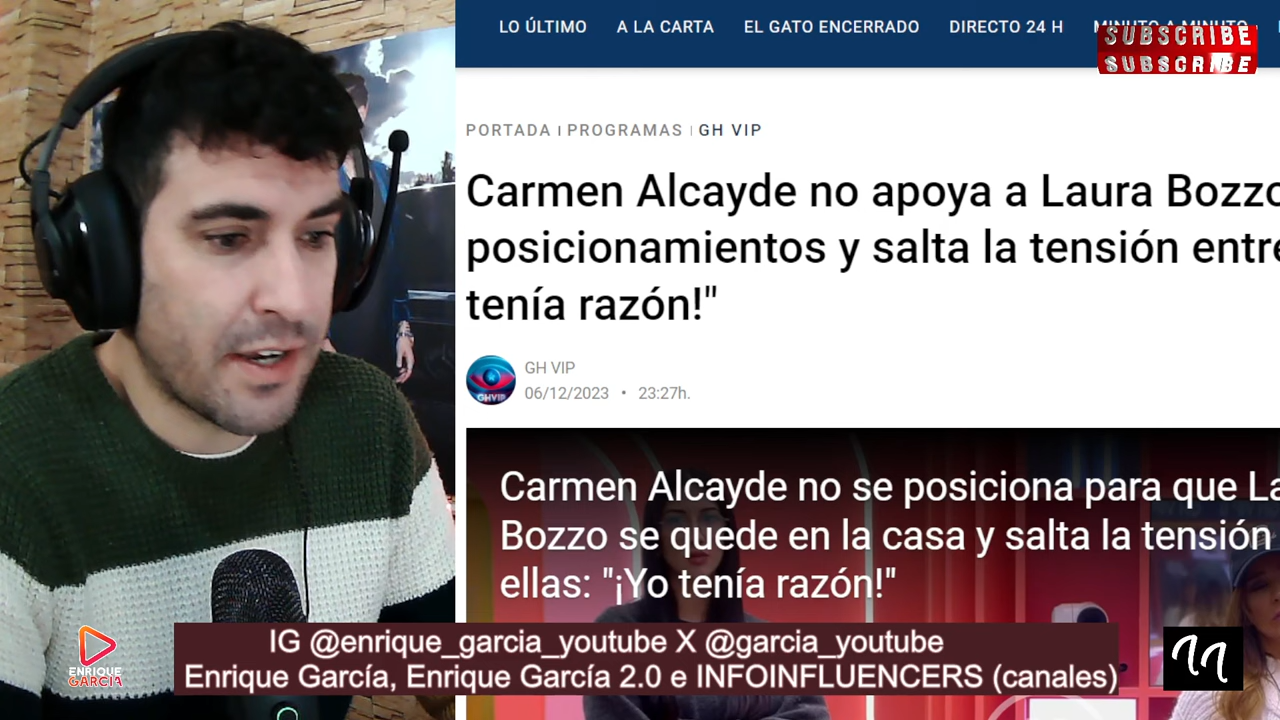 LO ÚLTIMO A LA CARTA EL GATO ENCERRADO DIRECTO 24 H MINUTO A MINUTO
SUBSCRIBE
SUBSCRIBE
PORTADA | PROGRAMAS | GH VIP
Carmen Alcayde no apoya a Laura Bozzo
posicionamientos y salta la tensión entre
tenía razón!"
GH VIP
06/12/2023 • 23:27h.
GHVIP
Carmen Alcayde no se posiciona para que La
Bozzo se quede en la casa y salta la tensión
ellas: "¡Yo tenía razón!"
IG @enrique_garcia_youtube X @garcia_youtube
Enrique García, Enrique García 2.0 e INFOINFLUENCERS (canales)
ENRIQUE
GARCÍA